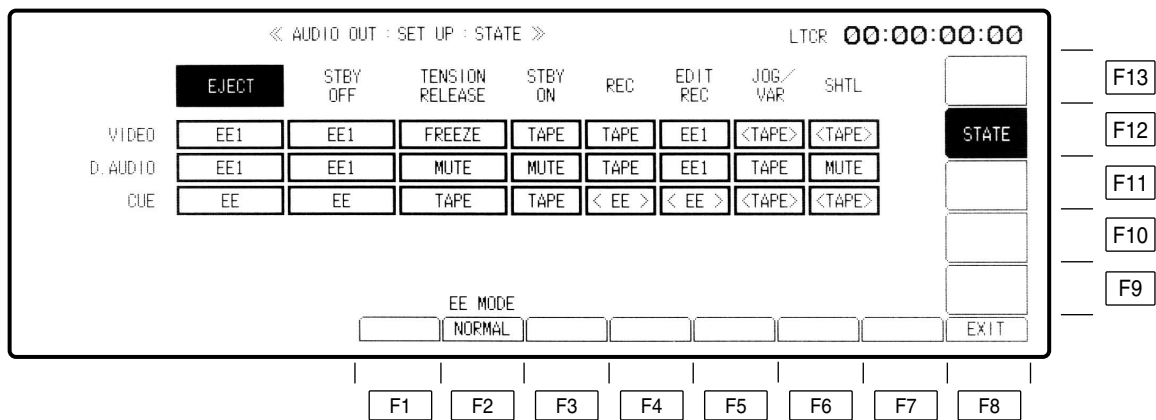 ≪ AUDIO OUT : SET UP : STATE ≫ LTCR 00:00:00:00
EJECT STBY OFF TENSION RELEASE STBY ON REC EDIT REC JOG/ VAR SHTL
VIDEO EE1 EE1 FREEZE TAPE TAPE EE1 <TAPE> <TAPE>
D.AUDIO EE1 EE1 MUTE MUTE TAPE EE1 TAPE MUTE
CUE EE EE TAPE TAPE < EE > < EE > <TAPE> <TAPE>
STATE
EE MODE
NORMAL EXIT
F13
F12
F11
F10
F9
F1 F2 F3 F4 F5 F6 F7 F8